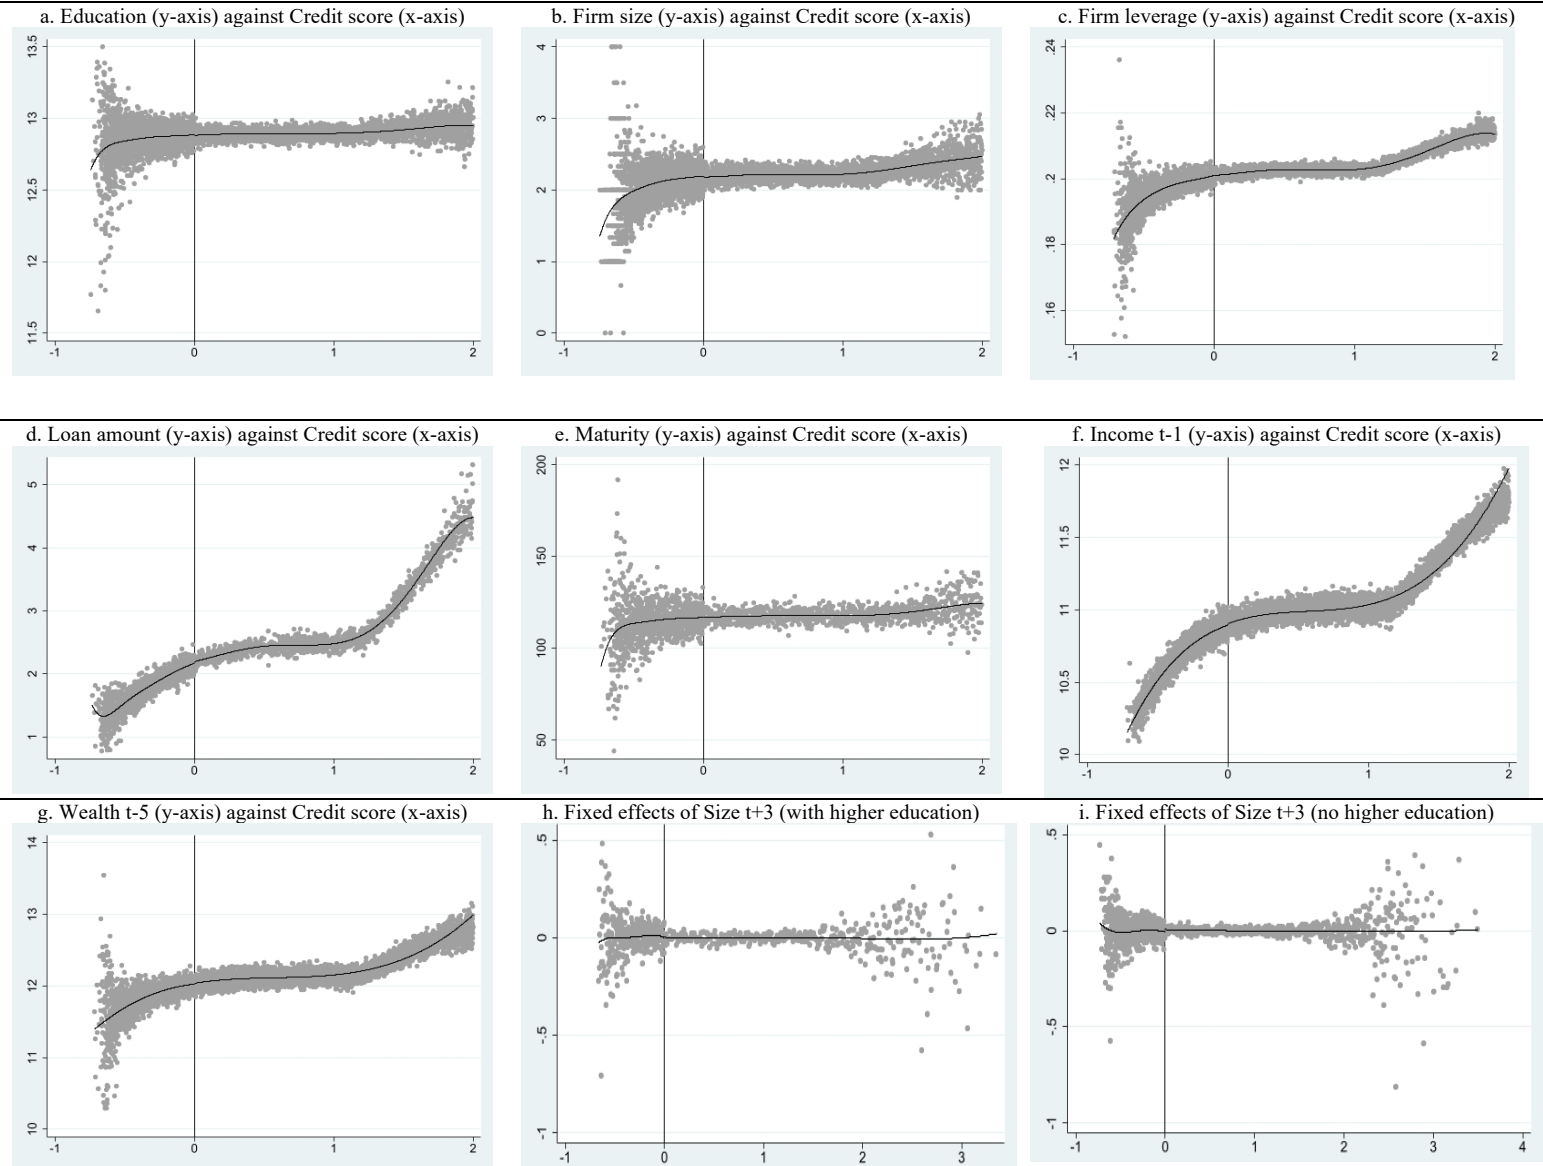 a. Education (y-axis) against Credit score (x-axis)
b. Firm size (y-axis) against Credit score (x-axis)
c. Firm leverage (y-axis) against Credit score (x-axis)
13.5
13
12.5
12
11.5
-1 0 1 2
4
3
2
1
0
-1 0 1 2
.24
.22
.2
.18
.16
-1 0 1 2
d. Loan amount (y-axis) against Credit score (x-axis)
e. Maturity (y-axis) against Credit score (x-axis)
f. Income t-1 (y-axis) against Credit score (x-axis)
5
4
3
2
1
-1 0 1 2
200
150
100
50
-1 0 1 2
12
11.5
11
10.5
10
-1 0 1 2
g. Wealth t-5 (y-axis) against Credit score (x-axis)
h. Fixed effects of Size t+3 (with higher education)
i. Fixed effects of Size t+3 (no higher education)
14
13
12
11
10
-1 0 1 2
.5
0
-.5
-1
-1 0 1 2 3
.5
0
-.5
-1
-1 0 1 2 3 4